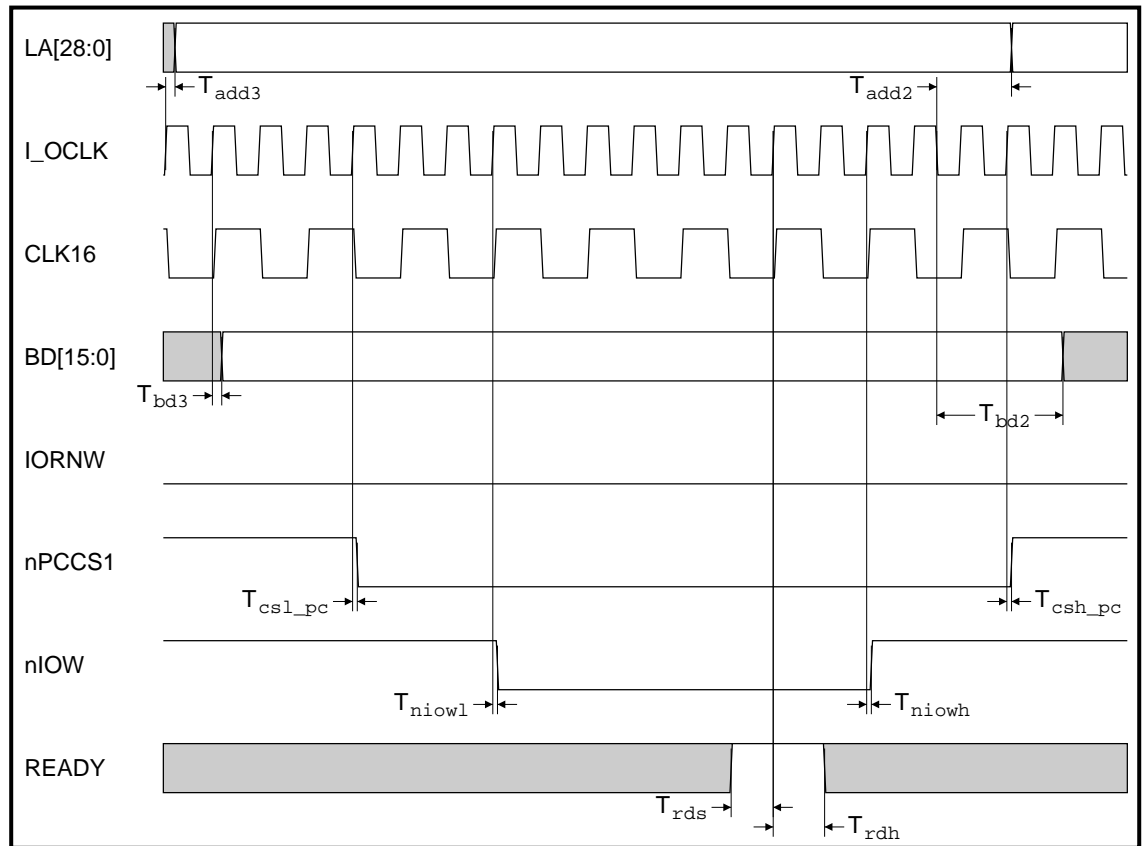 LA[28:0]
Tadd3
Tadd2
I_OCLK
CLK16
BD[15:0]
Tbd3
Tbd2
IORNW
nPCCS1
Tcsl_pc
Tcsh_pc
nIOW
Tniowl
Tniowh
READY
Trds
Trdh